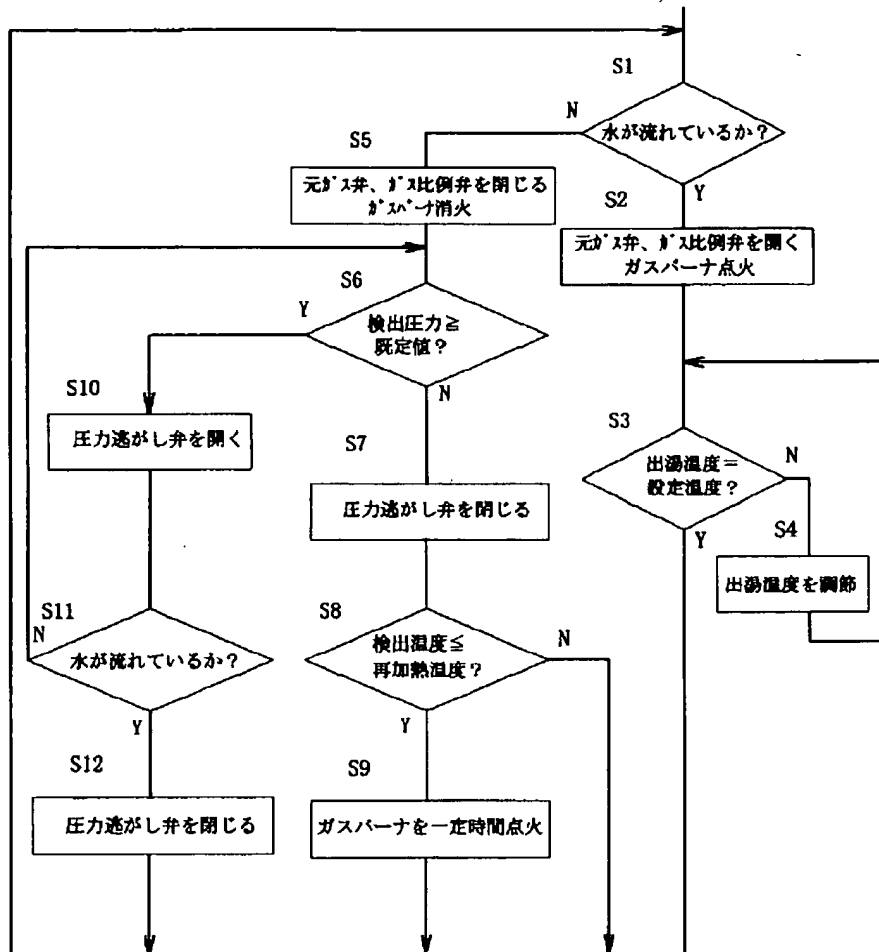 S1
水が流れているか？
N
Y
S5
元ｶﾞｽ弁、ｶﾞｽ比例弁を閉じる
ｶﾞｽﾊﾞｰﾅ消火
S2
元ｶﾞｽ弁、ｶﾞｽ比例弁を開く
ガスバーナ点火
S6
検出圧力≧
既定値？
Y
N
S10
圧力逃がし弁を開く
S7
圧力逃がし弁を閉じる
S3
出湯温度＝
設定温度？
N
Y
S4
出湯温度を調節
S11
水が流れているか？
N
Y
S8
検出温度≦
再加熱温度？
N
Y
S12
圧力逃がし弁を閉じる
S9
ガスバーナを一定時間点火